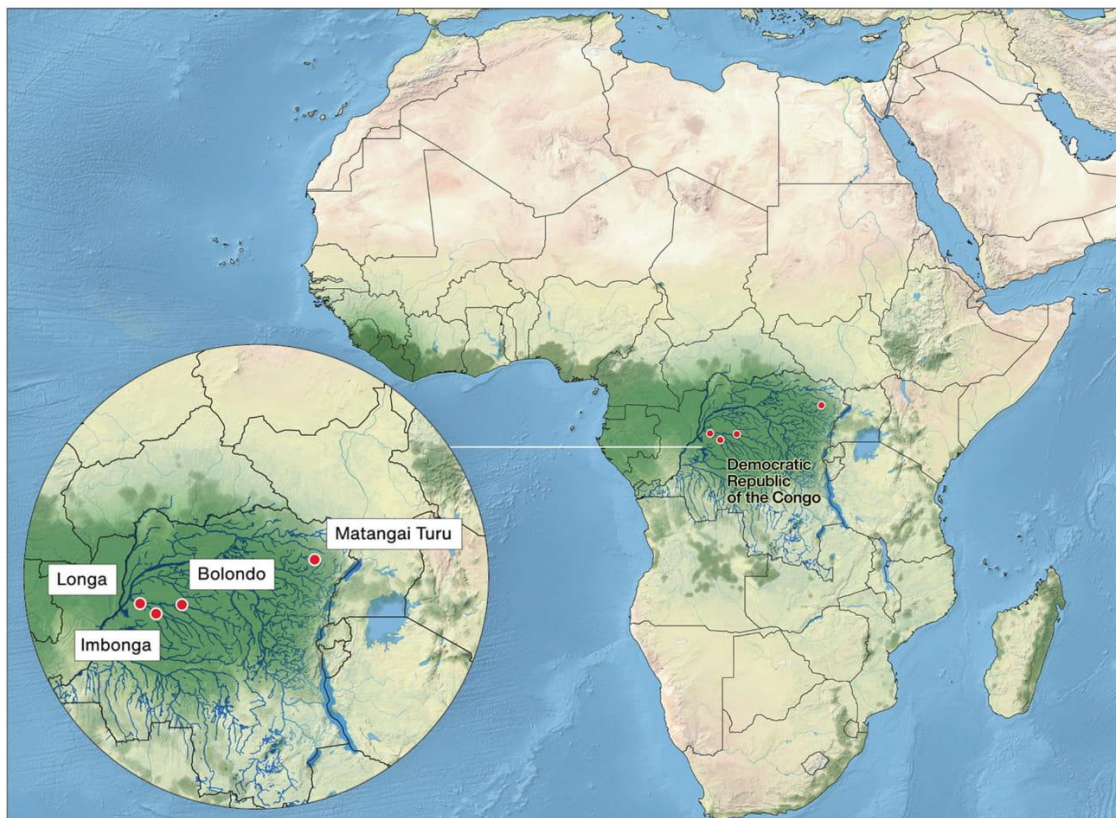 Democratic
Republic
of the Congo
Matangai Turu
Longa
Bolondo
Imbonga